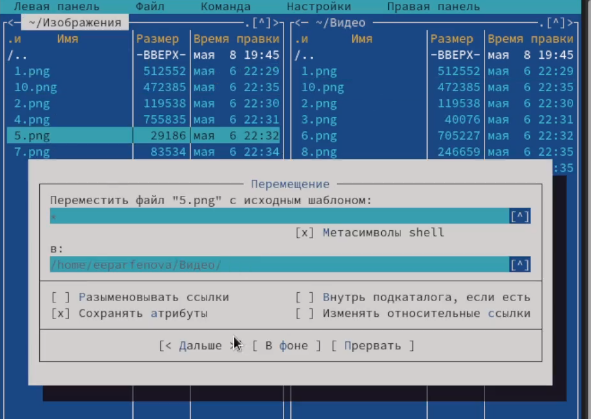 Левая панель Файл Команда Настройки Правая панель
<─ ~/Изображения .[^]> <─ ~/Видео .[^]>
.и Имя Размер Время правки .и Имя Размер Время правки
/.. -ВВЕРХ- мая 8 19:45 /.. -ВВЕРХ- мая 8 19:45
1.png 512552 мая 6 22:29 1.png 512552 мая 6 22:29
10.png 472385 мая 6 22:35 10.png 472385 мая 6 22:35
2.png 119538 мая 6 22:30 2.png 119538 мая 6 22:30
4.png 755835 мая 6 22:31 3.png 40076 мая 6 22:31
5.png 29186 мая 6 22:32 6.png 705227 мая 6 22:32
7.png 83534 мая 6 22:34 8.png 246659 мая 6 22:35
:35
Перемещение
Переместить файл "5.png" с исходным шаблоном:
* [^]
[x] Метасимволы shell
в:
/home/eeparfenova/Видео/ [^]
[ ] Разыменовывать ссылки [ ] Внутрь подкаталога, если есть
[x] Сохранять атрибуты [ ] Изменять относительные ссылки
[< Дальше >] [ В фоне ] [ Прервать ]